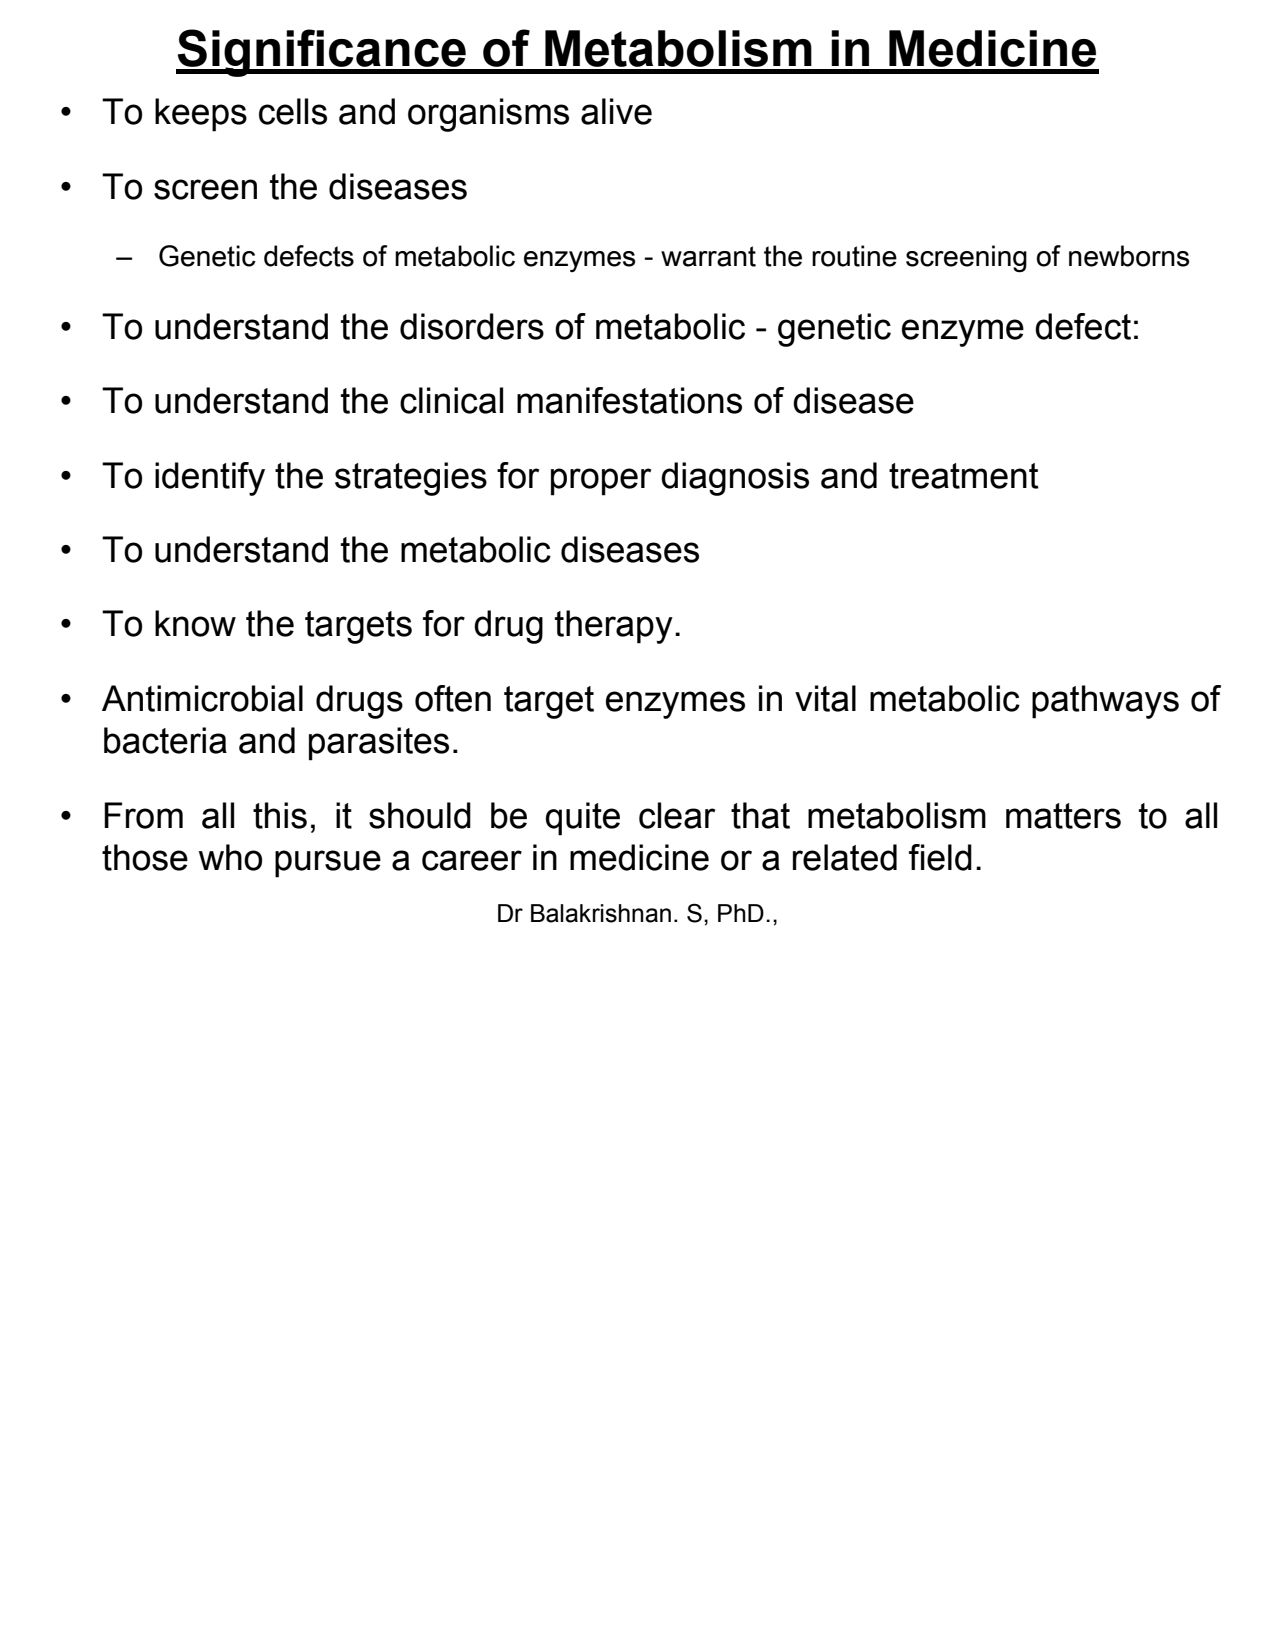 Significance of Metabolism in Medicine
• To keeps cells and organisms alive
• To screen the diseases
– Genetic defects of metabolic enzymes - warrant the routine screening of newborns
• To understand the disorders of metabolic - genetic enzyme defect:
• To understand the clinical manifestations of disease
• To identify the strategies for proper diagnosis and treatment
• To understand the metabolic diseases
• To know the targets for drug therapy.
• Antimicrobial drugs often target enzymes in vital metabolic pathways of
bacteria and parasites.
• From all this, it should be quite clear that metabolism matters to all
those who pursue a career in medicine or a related field.
Dr Balakrishnan. S, PhD.,